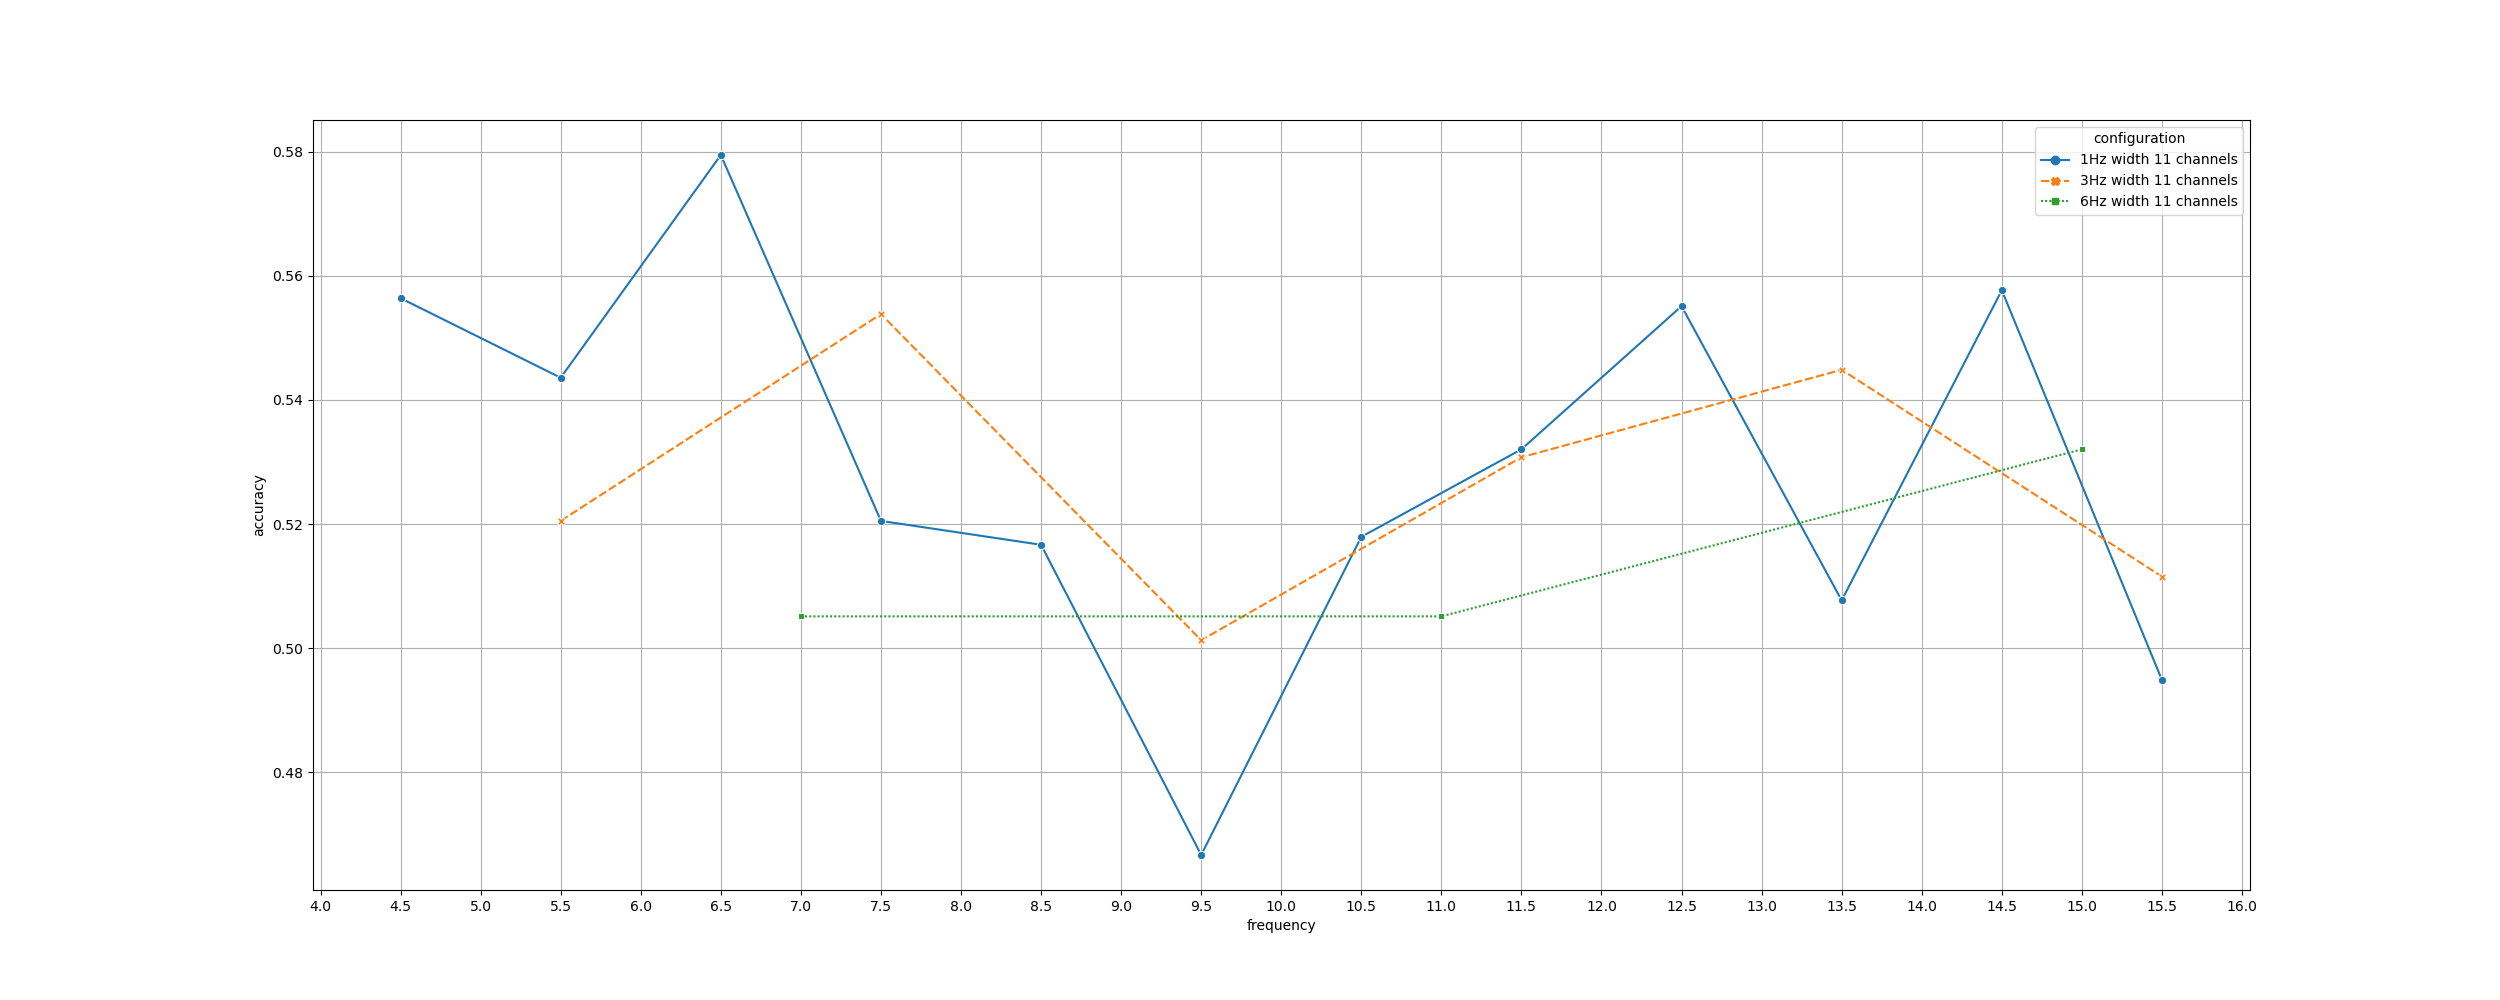 configuration
1Hz width 11 channels
3Hz width 11 channels
6Hz width 11 channels
0.58
0.56
0.54
0.52
0.50
0.48
accuracy
4.0 4.5 5.0 5.5 6.0 6.5 7.0 7.5 8.0 8.5 9.0 9.5 10.0 10.5 11.0 11.5 12.0 12.5 13.0 13.5 14.0 14.5 15.0 15.5 16.0
frequency